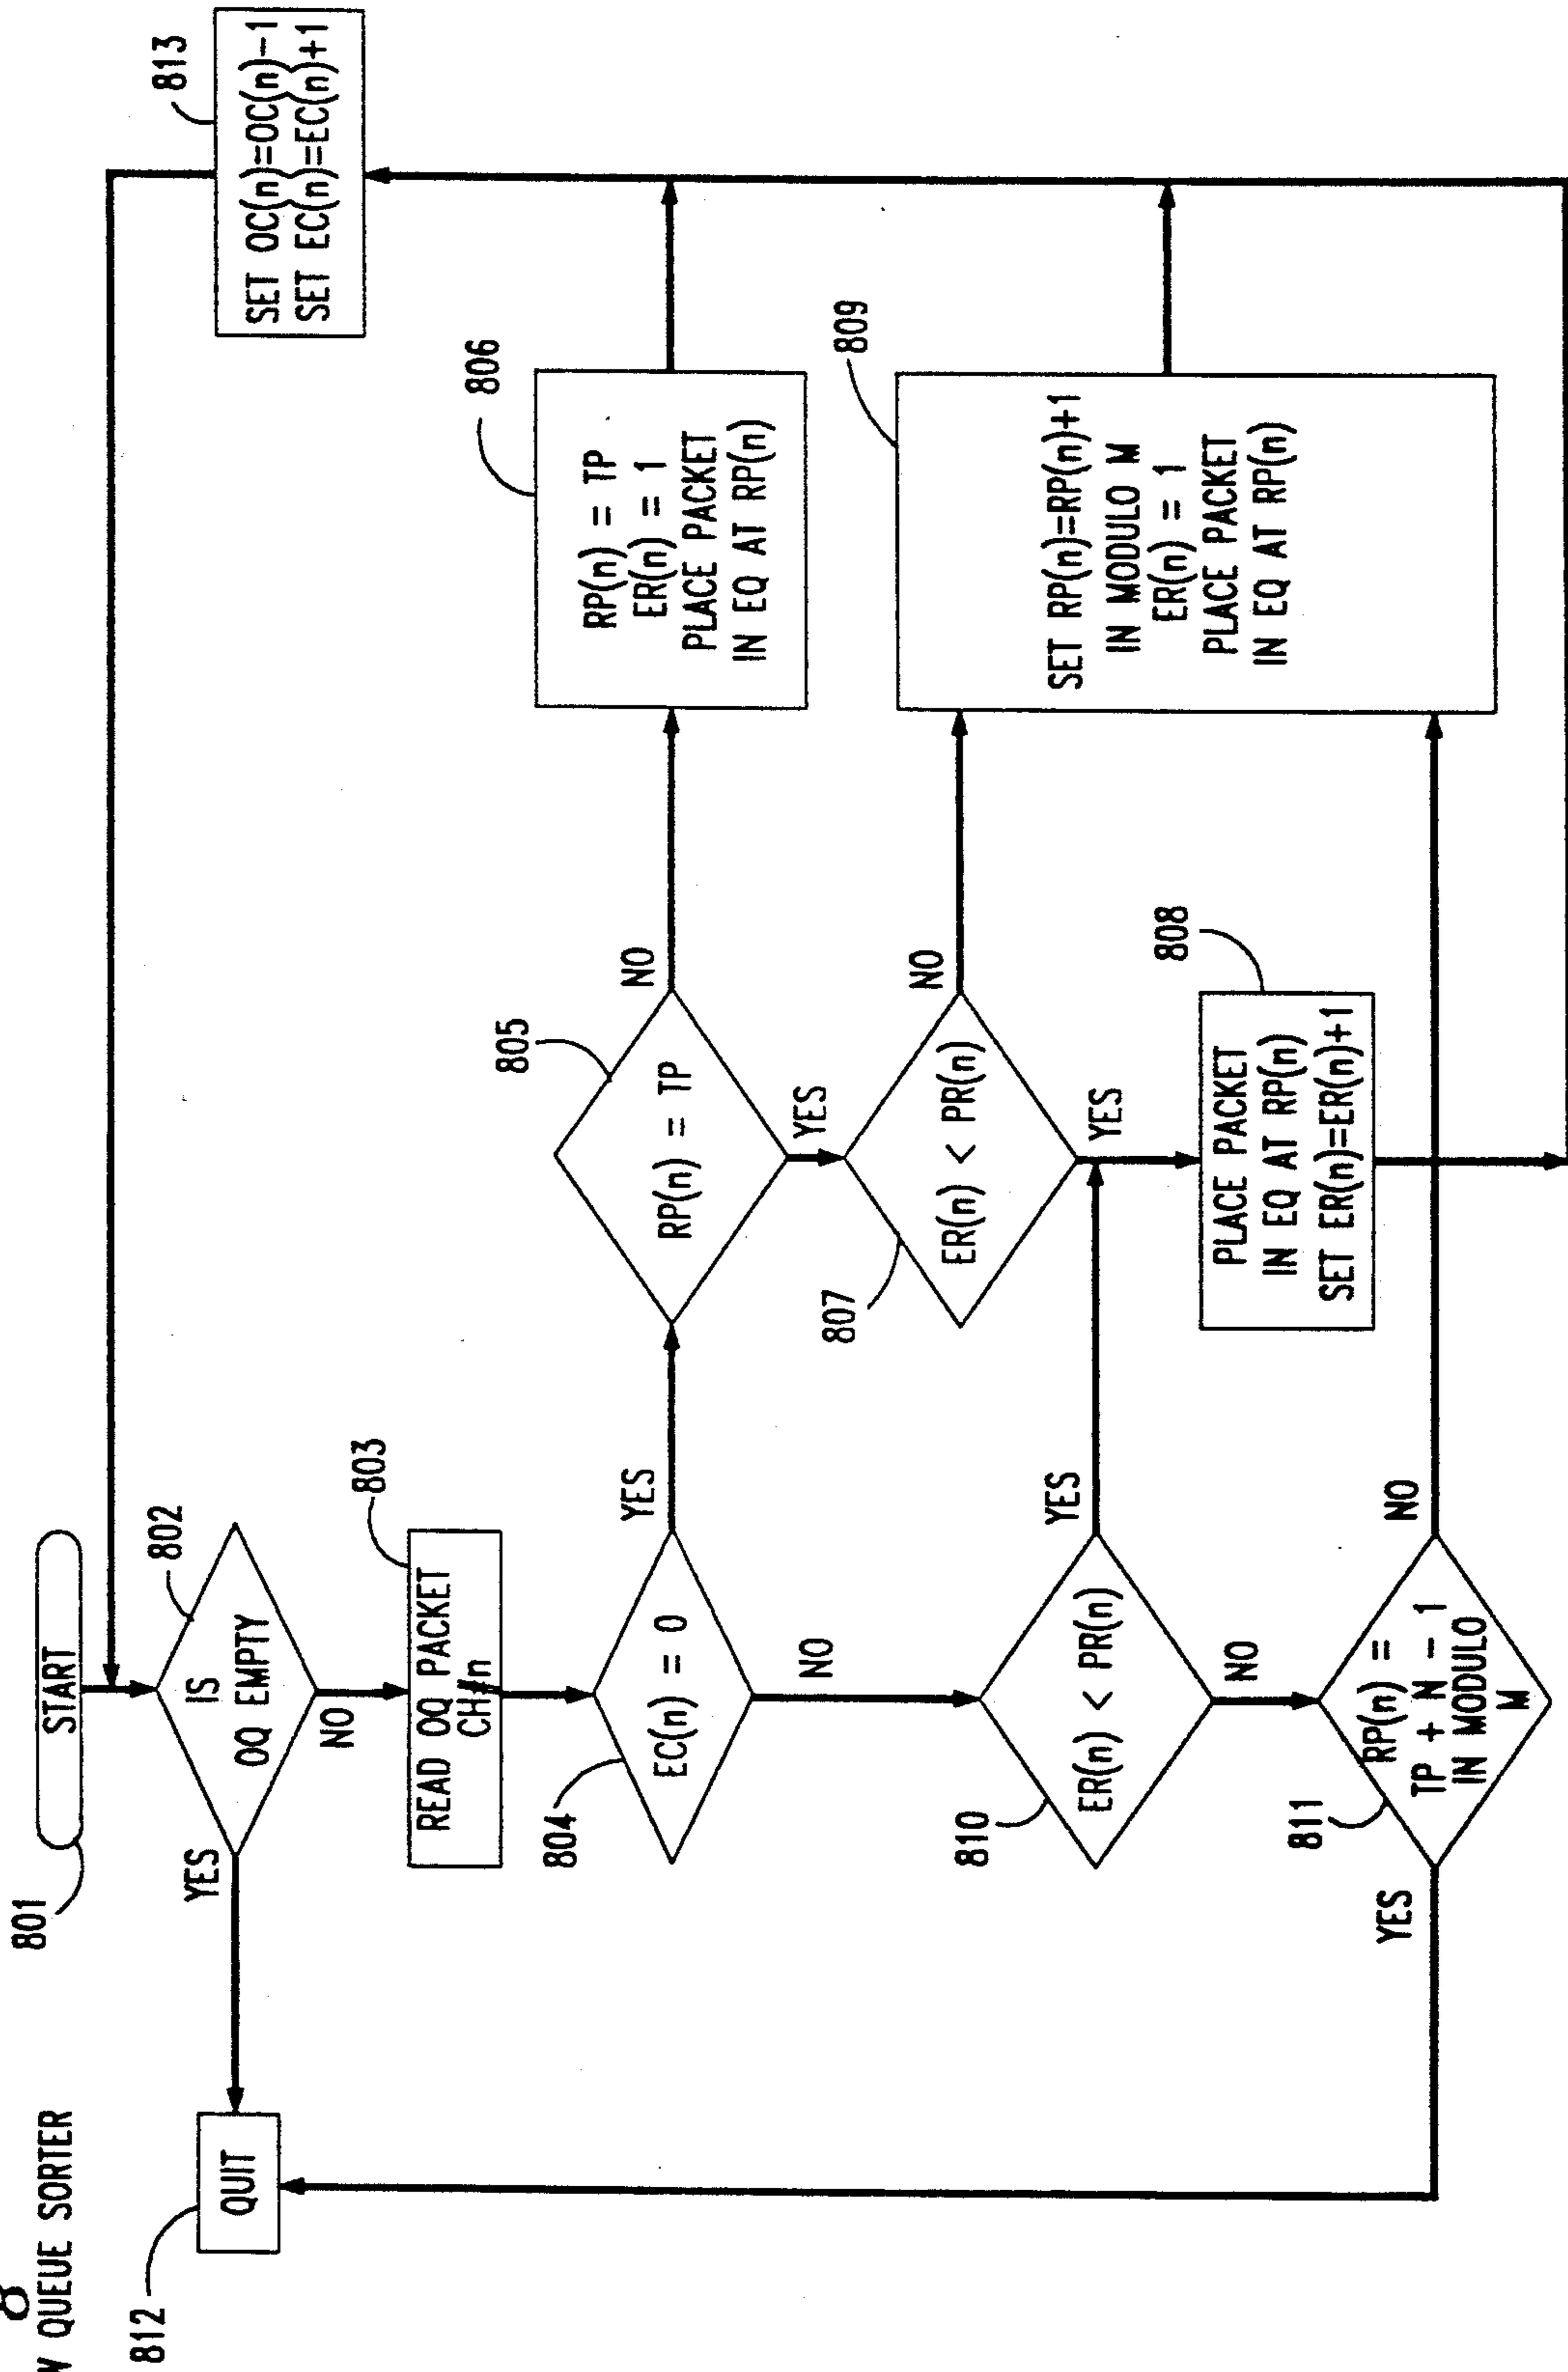 8
QUEUE SORTER
801
START
802
IS
OQ EMPTY
YES
NO
812
QUIT
803
READ OQ PACKET
CH#n
804
EC(n) = 0
YES
NO
805
RP(n) = TP
NO
YES
806
RP(n) = TP
ER(n) = 1
PLACE PACKET
IN EQ AT RP(n)
807
ER(n) < PR(n)
NO
YES
808
PLACE PACKET
IN EQ AT RP(n)
SET ER(n)=ER(n)+1
809
SET RP(n)=RP(n)+1
IN MODULO M
ER(n) = 1
PLACE PACKET
IN EQ AT RP(n)
810
ER(n) < PR(n)
YES
NO
811
RP(n) =
TP + N - 1
IN MODULO
M
YES
NO
813
SET OC(n)=OC(n)-1
SET EC(n)=EC(n)+1